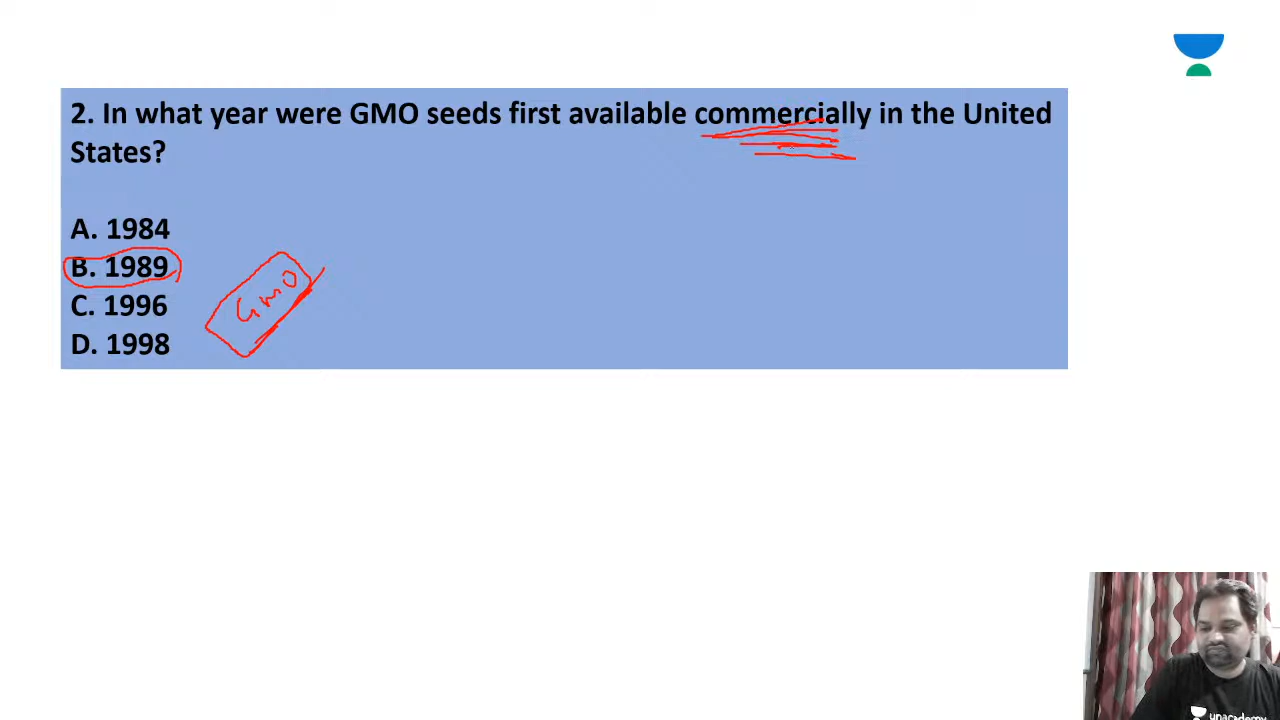 2. In what year were GMO seeds first available commercially in the United
States?
A. 1984
B. 1989
C. 1996
D. 1998
GMO
unacademy